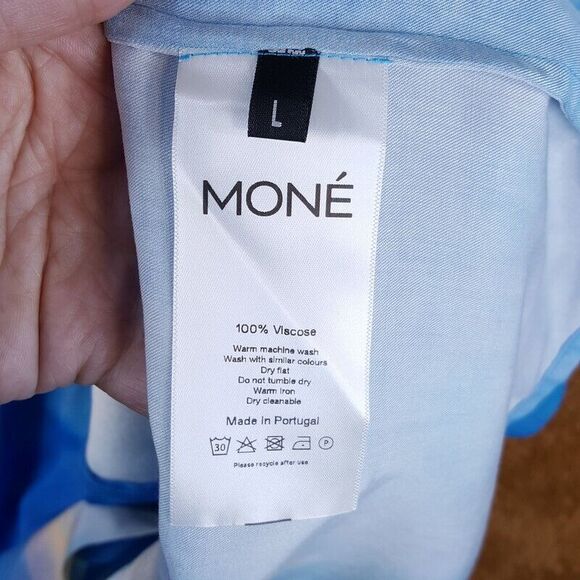 L
MONÉ
100% Viscose
Warm machine wash
Wash with similar colours
Dry flat
Do not tumble dry
Warm iron
Dry cleanable
Made in Portugal
30 P
Please recycle after use